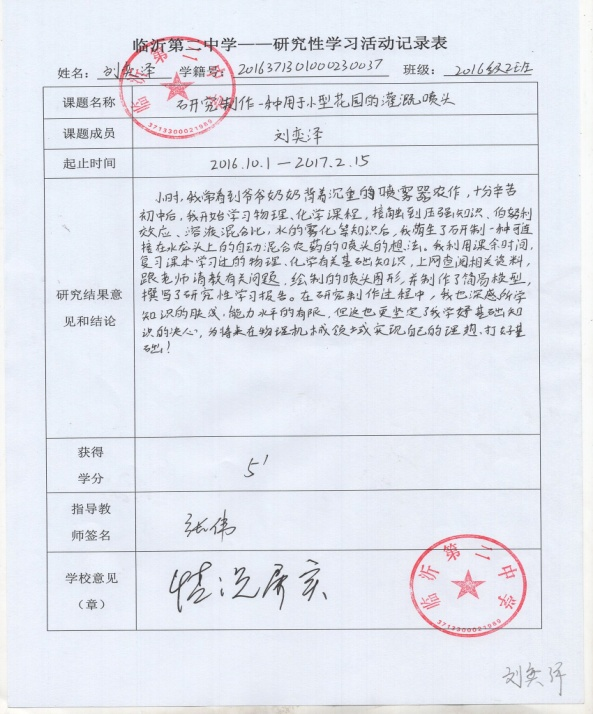 临沂第二中学——研究性学习活动记录表
姓名：刘奕泽 学籍号：2016371301000230037 班级：2016级22班
临沂第二中学
3713300021989
课题名称 研究制作一种用于小型花园的灌溉喷头
课题成员 刘奕泽
起止时间 2016.10.1—2017.2.15
研究结果意
见和结论
小时，我常看到爷爷奶奶背着沉重的喷雾器农作，十分辛苦
初中后，我开始学习物理、化学课程，接触到压强知识、伯努利
效应、溶液混合比，水的雾化等知识后，我萌生了研制一种可连
接在水龙头上的自动混合农药的喷头的想法。我利用课余时间，
复习课本学习过的物理、化学有关基础知识，上网查阅相关资料，
跟老师请教有关问题，绘制的喷头图形，并制作了简易模型，
撰写了研究性学习报告。在研究制作过程中，我也深感所学
知识的肤浅，能力水平的有限，但这也更坚定了我学好基础知
识的决心，为将来在物理机械领域实现自己的理想，打好基
础！
获得
学分
5'
指导教
师签名
张伟
学校意见
（章）
情况属实
临沂第二中学
3713300021989
刘奕泽